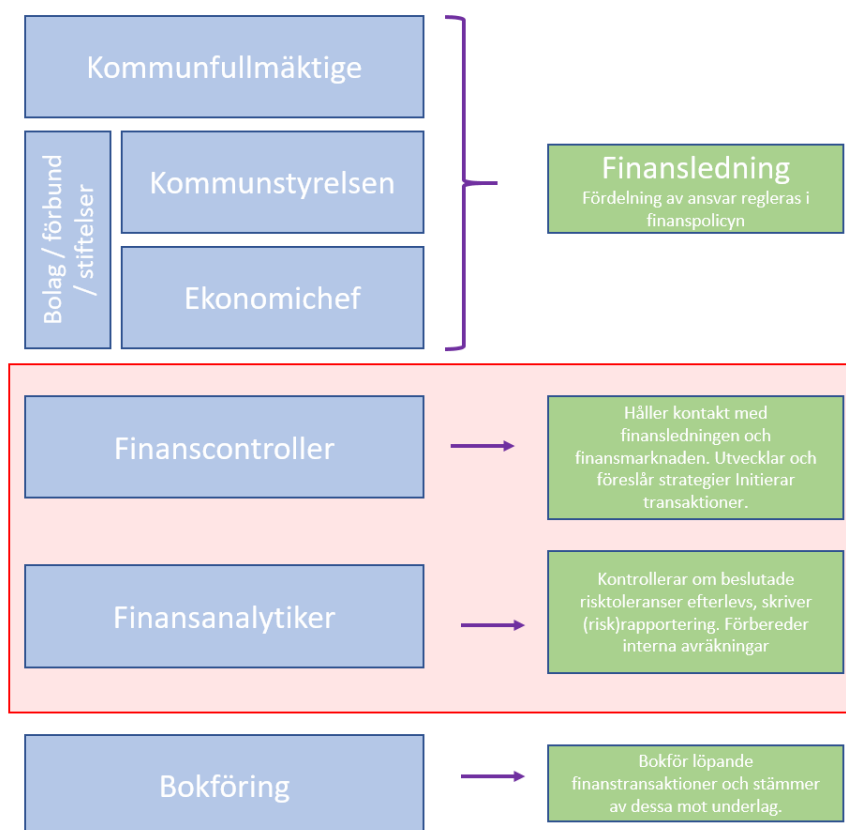 Kommunfullmäktige
Bolag / förbund
/ stiftelser
Kommunstyrelsen
Ekonomichef
Finansledning
Fördelning av ansvar regleras i
finanspolicyn
Finanscontroller
Håller kontakt med
finansledningen och
finansmarknaden. Utvecklar och
föreslår strategier Initierar
transaktioner.
Finansanalytiker
Kontrollerar om beslutade
risktoleranser efterlevs, skriver
(risk)rapportering. Förbereder
interna avräkningar
Bokföring
Bokför löpande
finanstransaktioner och stämmer
av dessa mot underlag.